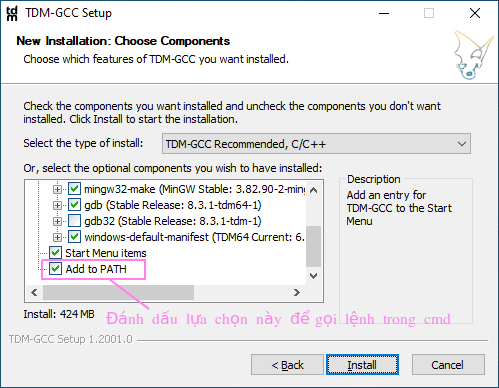 td TDM-GCC Setup
New Installation: Choose Components
Choose which features of TDM-GCC you want installed.
Check the components you want installed and uncheck the components you don't want
installed. Click Install to start the installation.
Select the type of install: TDM-GCC Recommended, C/C++
Or, select the optional components you wish to have installed:
mingw32-make (MinGW Stable: 3.82.90-2-ming
gdb (Stable Release: 8.3.1-tdm64-1)
gdb32 (Stable Release: 8.3.1-tdm-1)
windows-default-manifest (TDM64 Current: 6.
Start Menu items
Add to PATH
Description
Add an entry for
TDM-GCC to the Start
Menu
Install: 424 MB
Đánh dấu lựa chọn này để gọi lệnh trong cmd
TDM-GCC Setup 1.2001.0
< Back Install Cancel